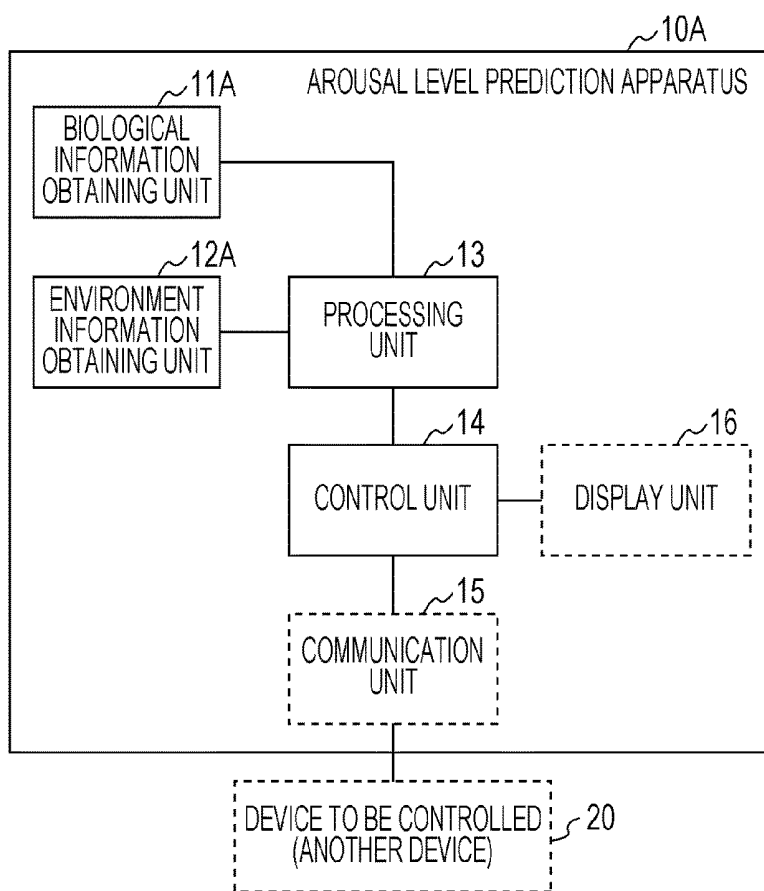 10A
AROUSAL LEVEL PREDICTION APPARATUS
11A
BIOLOGICAL
INFORMATION
OBTAINING UNIT
12A
ENVIRONMENT
INFORMATION
OBTAINING UNIT
13
PROCESSING
UNIT
14
CONTROL UNIT
16
DISPLAY UNIT
15
COMMUNICATION
UNIT
DEVICE TO BE CONTROLLED
(ANOTHER DEVICE)
20